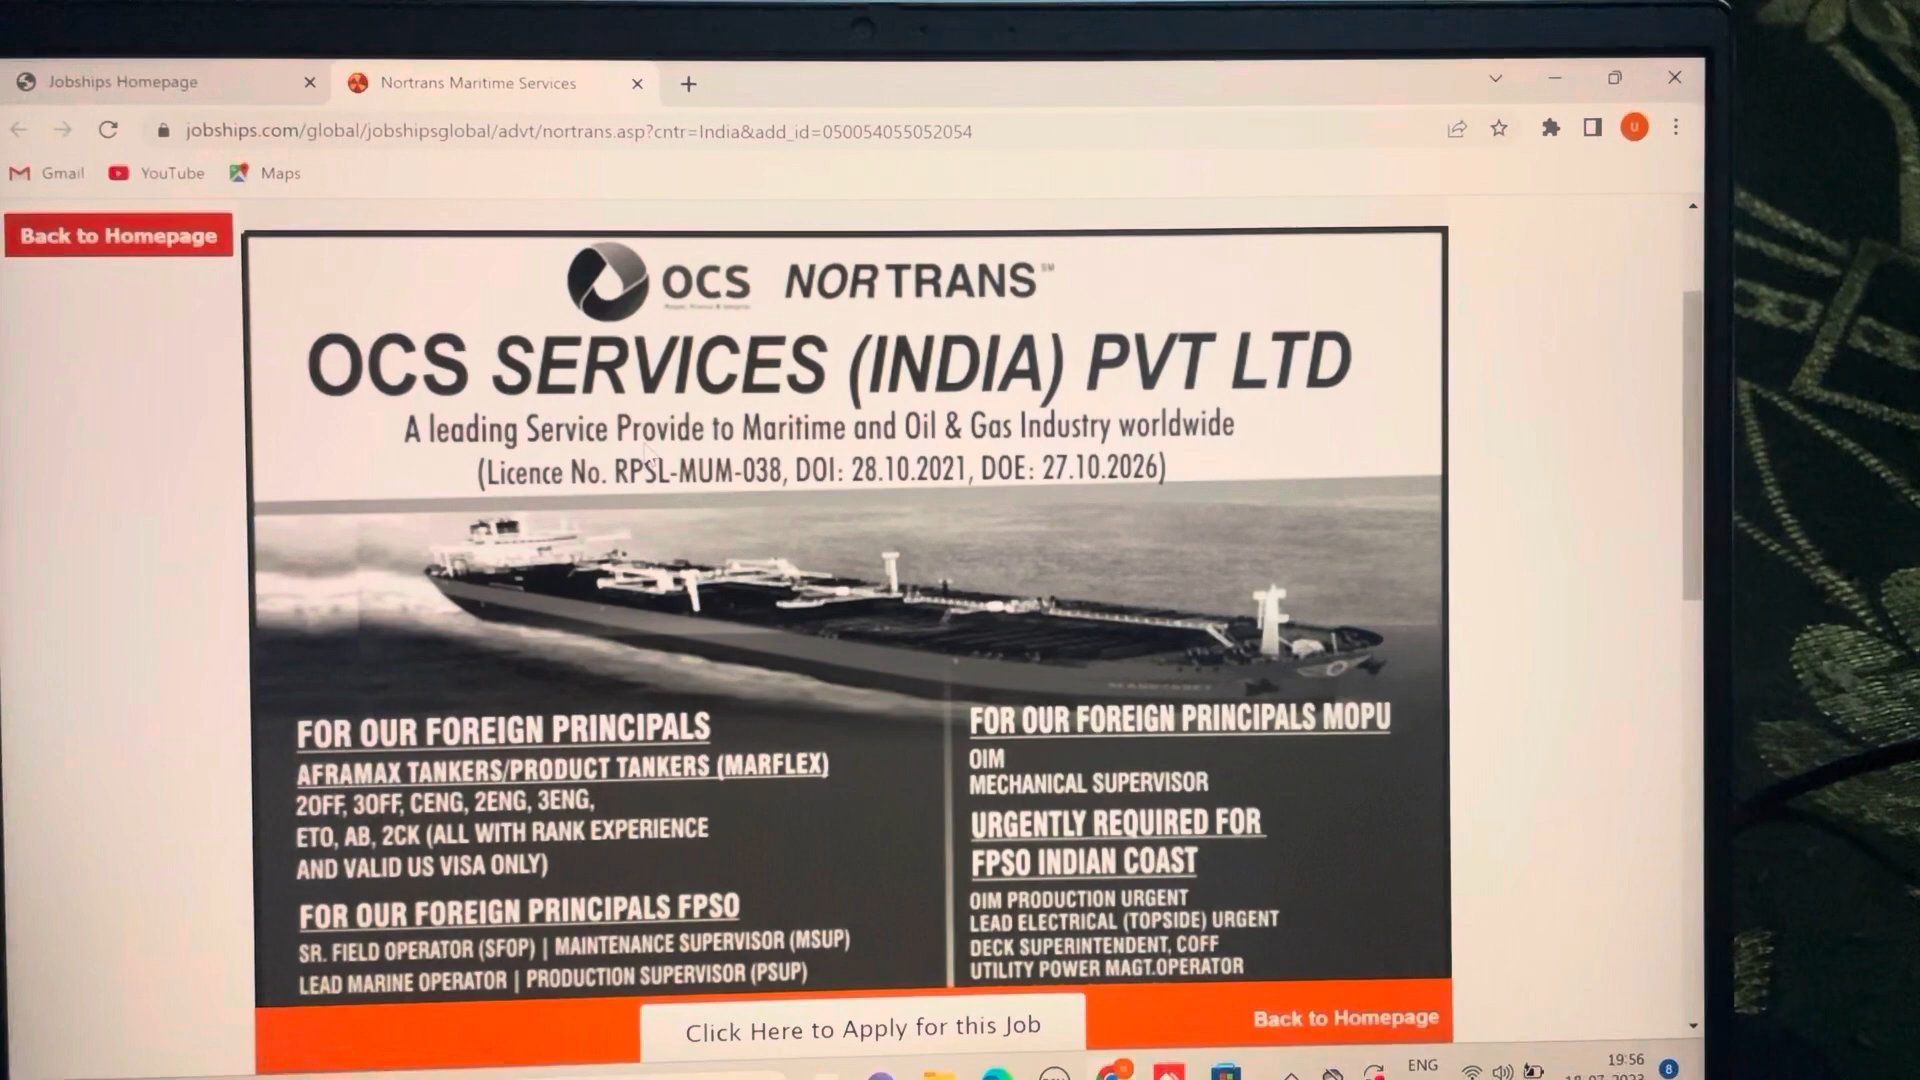 Jobships Homepage
Nortrans Maritime Services
jobships.com/global/jobshipsglobal/advt/nortrans.asp?cntr=India&add_id=050054055052054
U
Gmail
YouTube
Maps
Back to Homepage
OCS NORTRANS SM
OCS SERVICES (INDIA) PVT LTD
A leading Service Provide to Maritime and Oil & Gas Industry worldwide
(Licence No. RPSL-MUM-038, DOI: 28.10.2021, DOE: 27.10.2026)
FOR OUR FOREIGN PRINCIPALS
AFRAMAX TANKERS/PRODUCT TANKERS (MARFLEX)
2OFF, 3OFF, CENG, 2ENG, 3ENG,
ETO, AB, 2CK (ALL WITH RANK EXPERIENCE
AND VALID US VISA ONLY)
FOR OUR FOREIGN PRINCIPALS FPSO
SR. FIELD OPERATOR (SFOP) | MAINTENANCE SUPERVISOR (MSUP)
LEAD MARINE OPERATOR | PRODUCTION SUPERVISOR (PSUP)
FOR OUR FOREIGN PRINCIPALS MOPU
OIM
MECHANICAL SUPERVISOR
URGENTLY REQUIRED FOR
FPSO INDIAN COAST
OIM PRODUCTION URGENT
LEAD ELECTRICAL (TOPSIDE) URGENT
DECK SUPERINTENDENT, COFF
UTILITY POWER MAGT.OPERATOR
Click Here to Apply for this Job
Back to Homepage
ENG
19:56
8